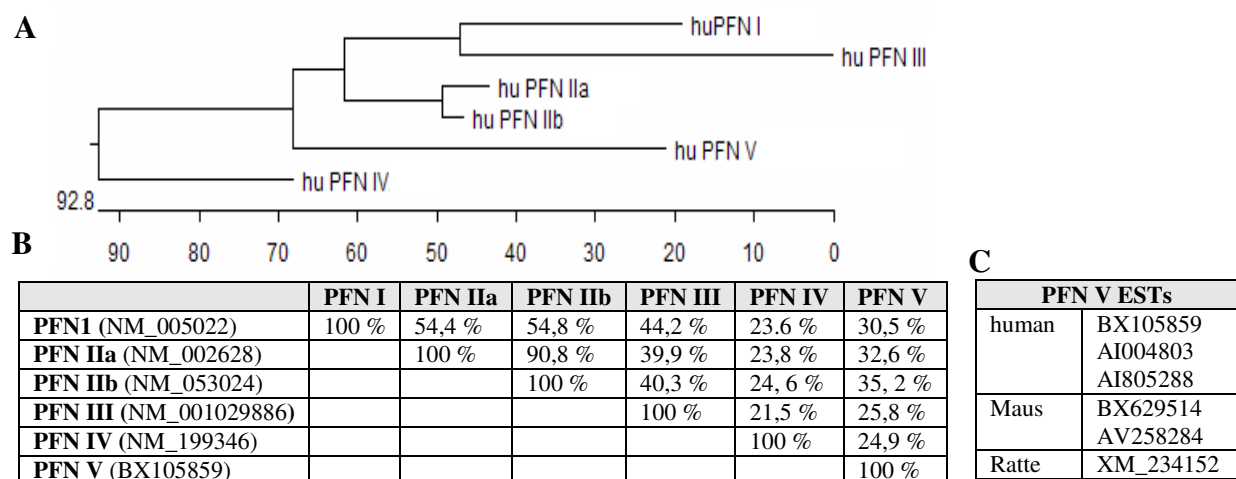 A
huPFN I
hu PFN III
hu PFN IIa
hu PFN IIb
hu PFN V
hu PFN IV
92.8
90 80 70 60 50 40 30 20 10 0
B
PFN I PFN IIa PFN IIb PFN III PFN IV PFN V
PFN1 (NM_005022) 100 % 54,4 % 54,8 % 44,2 % 23.6 % 30,5 %
PFN IIa (NM_002628) 100 % 90,8 % 39,9 % 23,8 % 32,6 %
PFN IIb (NM_053024) 100 % 40,3 % 24, 6 % 35, 2 %
PFN III (NM_001029886) 100 % 21,5 % 25,8 %
PFN IV (NM_199346) 100 % 24,9 %
PFN V (BX105859) 100 %
C
PFN V ESTs
human BX105859
AI004803
AI805288
Maus BX629514
AV258284
Ratte XM_234152